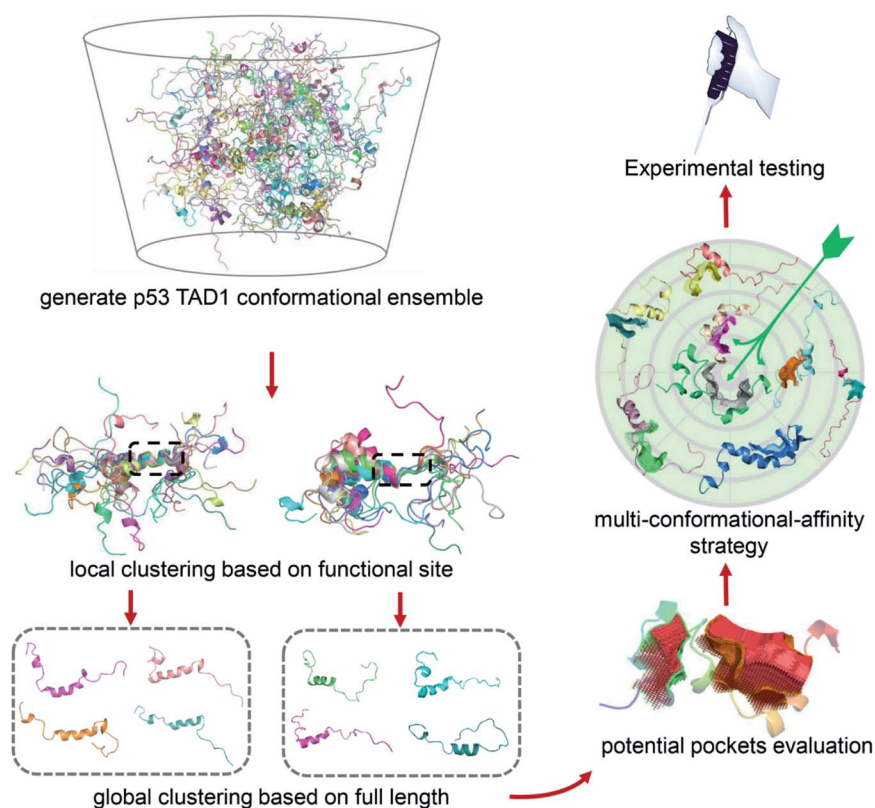 generate p53 TAD1 conformational ensemble
local clustering based on functional site
global clustering based on full length
potential pockets evaluation
multi-conformational-affinity
strategy
Experimental testing